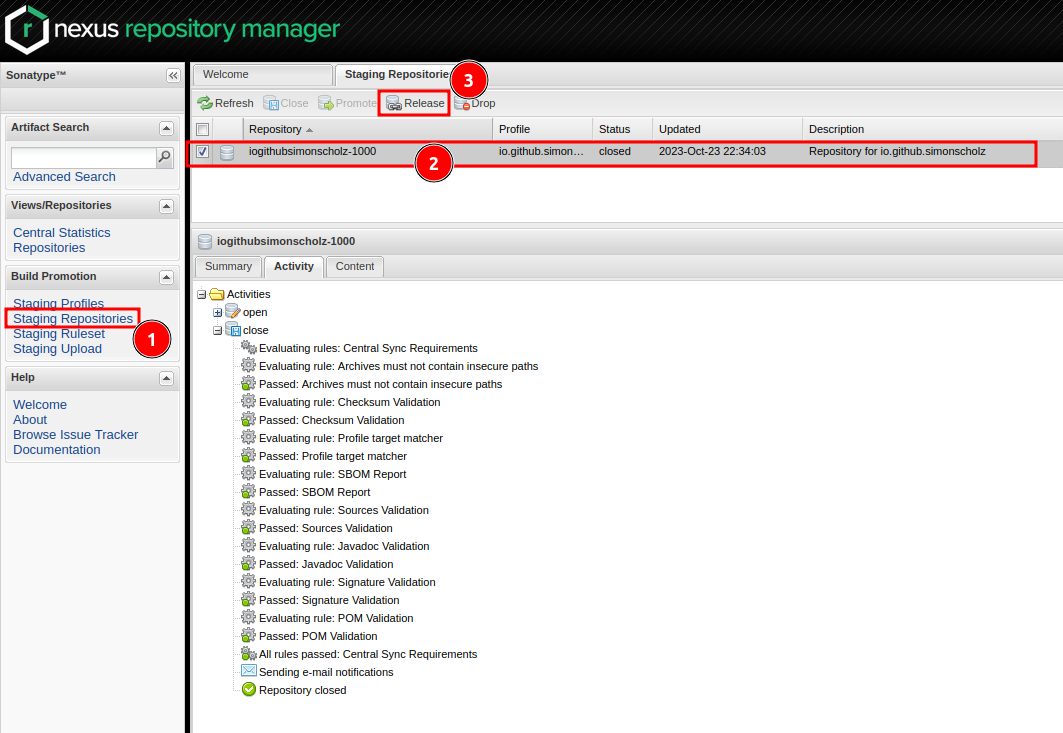 nexus repository manager
Sonatype™
Welcome
Staging Repositorie
3
Refresh
Close
Promote
Release
Drop
Artifact Search
Advanced Search
Repository
Profile
Status
Updated
Description
iogithubsimonscholz-1000
io.github.simon...
closed
2023-Oct-23 22:34:03
Repository for io.github.simonscholz
2
Views/Repositories
Central Statistics
Repositories
Build Promotion
Staging Profiles
Staging Repositories
1
Staging Ruleset
Staging Upload
Help
Welcome
About
Browse Issue Tracker
Documentation
iogithubsimonscholz-1000
Summary
Activity
Content
Activities
open
close
Evaluating rules: Central Sync Requirements
Evaluating rule: Archives must not contain insecure paths
Passed: Archives must not contain insecure paths
Evaluating rule: Checksum Validation
Passed: Checksum Validation
Evaluating rule: Profile target matcher
Passed: Profile target matcher
Evaluating rule: SBOM Report
Passed: SBOM Report
Evaluating rule: Sources Validation
Passed: Sources Validation
Evaluating rule: Javadoc Validation
Passed: Javadoc Validation
Evaluating rule: Signature Validation
Passed: Signature Validation
Evaluating rule: POM Validation
Passed: POM Validation
All rules passed: Central Sync Requirements
Sending e-mail notifications
Repository closed